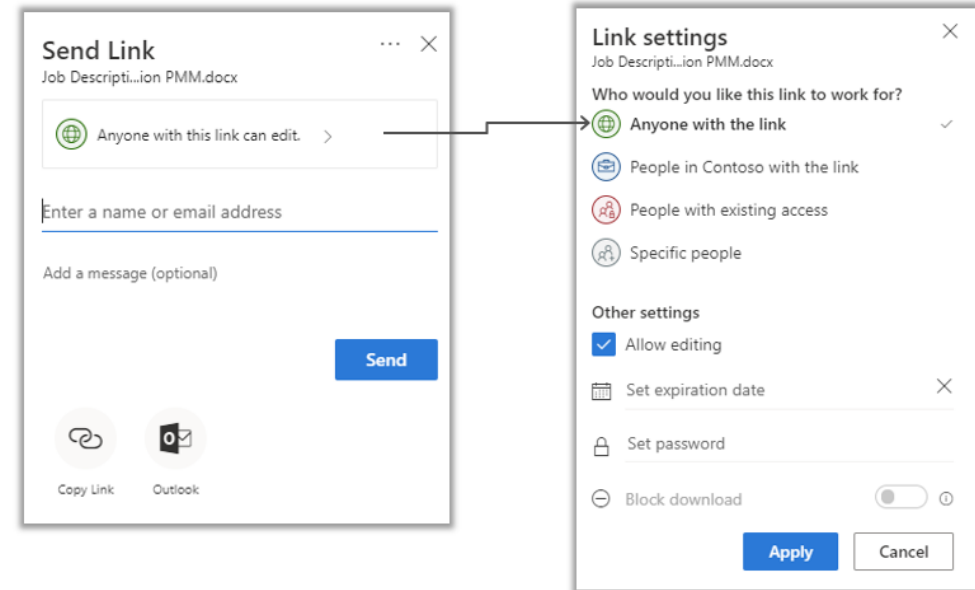 Send Link
Job Descripti...ion PMM.docx
Anyone with this link can edit.
Enter a name or email address
Add a message (optional)
Send
Copy Link
Outlook
Link settings
Job Descripti...ion PMM.docx
Who would you like this link to work for?
Anyone with the link
People in Contoso with the link
People with existing access
Specific people
Other settings
Allow editing
Set expiration date
Set password
Block download
Apply
Cancel